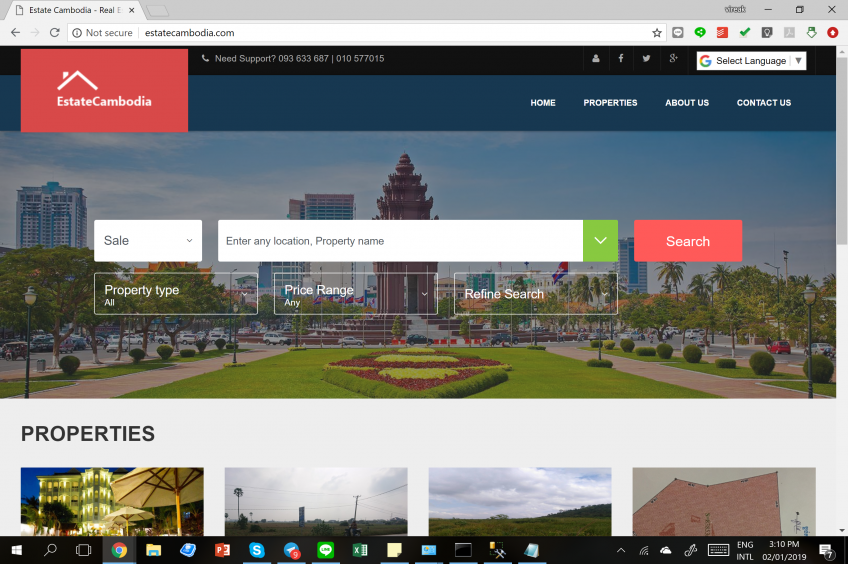 Estate Cambodia - Real E
vireak
Not secure | estatecambodia.com
Need Support? 093 633 687 | 010 577015
G Select Language ▼
EstateCambodia
HOME PROPERTIES ABOUT US CONTACT US
Sale
Enter any location, Property name
Search
Property type
All
Price Range
Any
Refine Search
PROPERTIES
9
ENG
INTL
3:10 PM
02/01/2019
7